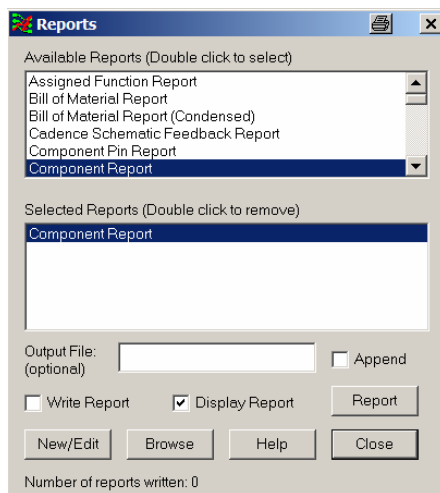 Reports
Available Reports (Double click to select)
Assigned Function Report
Bill of Material Report
Bill of Material Report (Condensed)
Cadence Schematic Feedback Report
Component Pin Report
Component Report
Selected Reports (Double click to remove)
Component Report
Output File:
(optional)
Append
Write Report
Display Report
Report
New/Edit
Browse
Help
Close
Number of reports written: 0